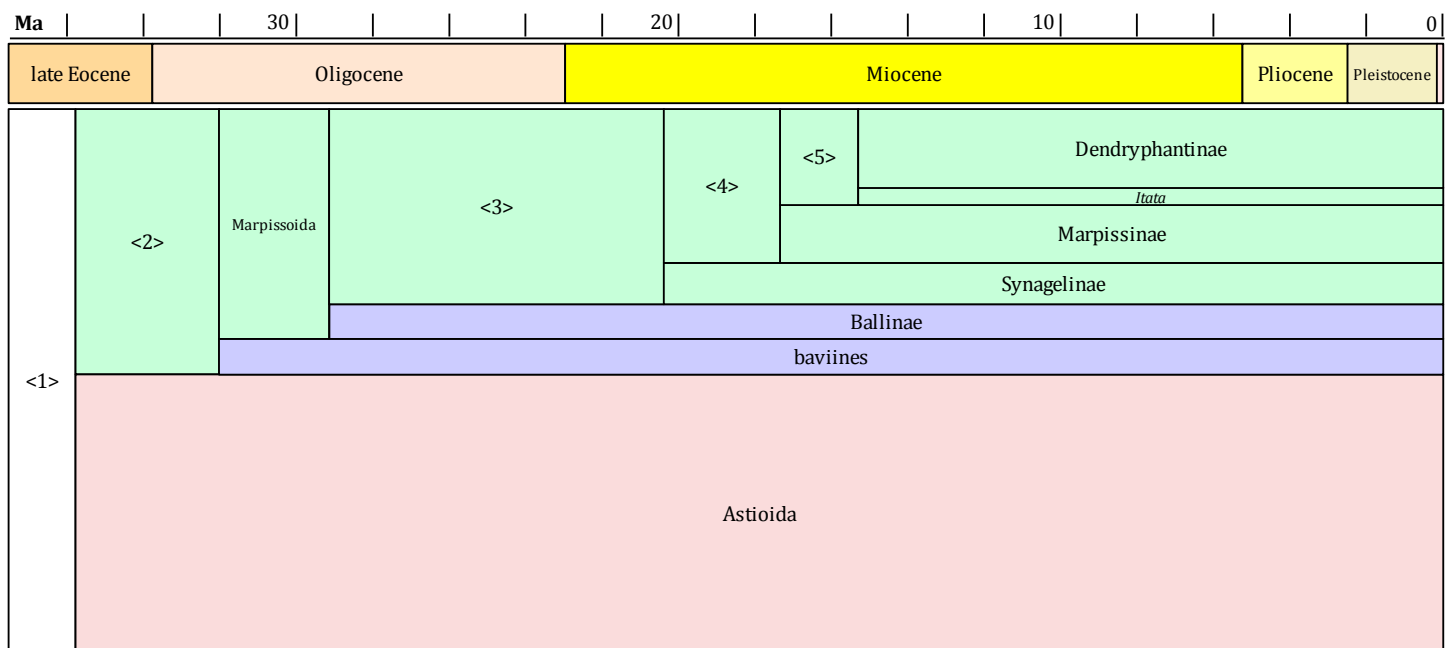 Ma 30 20 10 0
late Eocene Oligocene Miocene Pliocene Pleistocene
Dendryphantinae
<5>
<4>
Itata
<3>
Marpissoida
Marpissinae
<2>
Synagelinae
Ballinae
baviines
<1>
Astioida